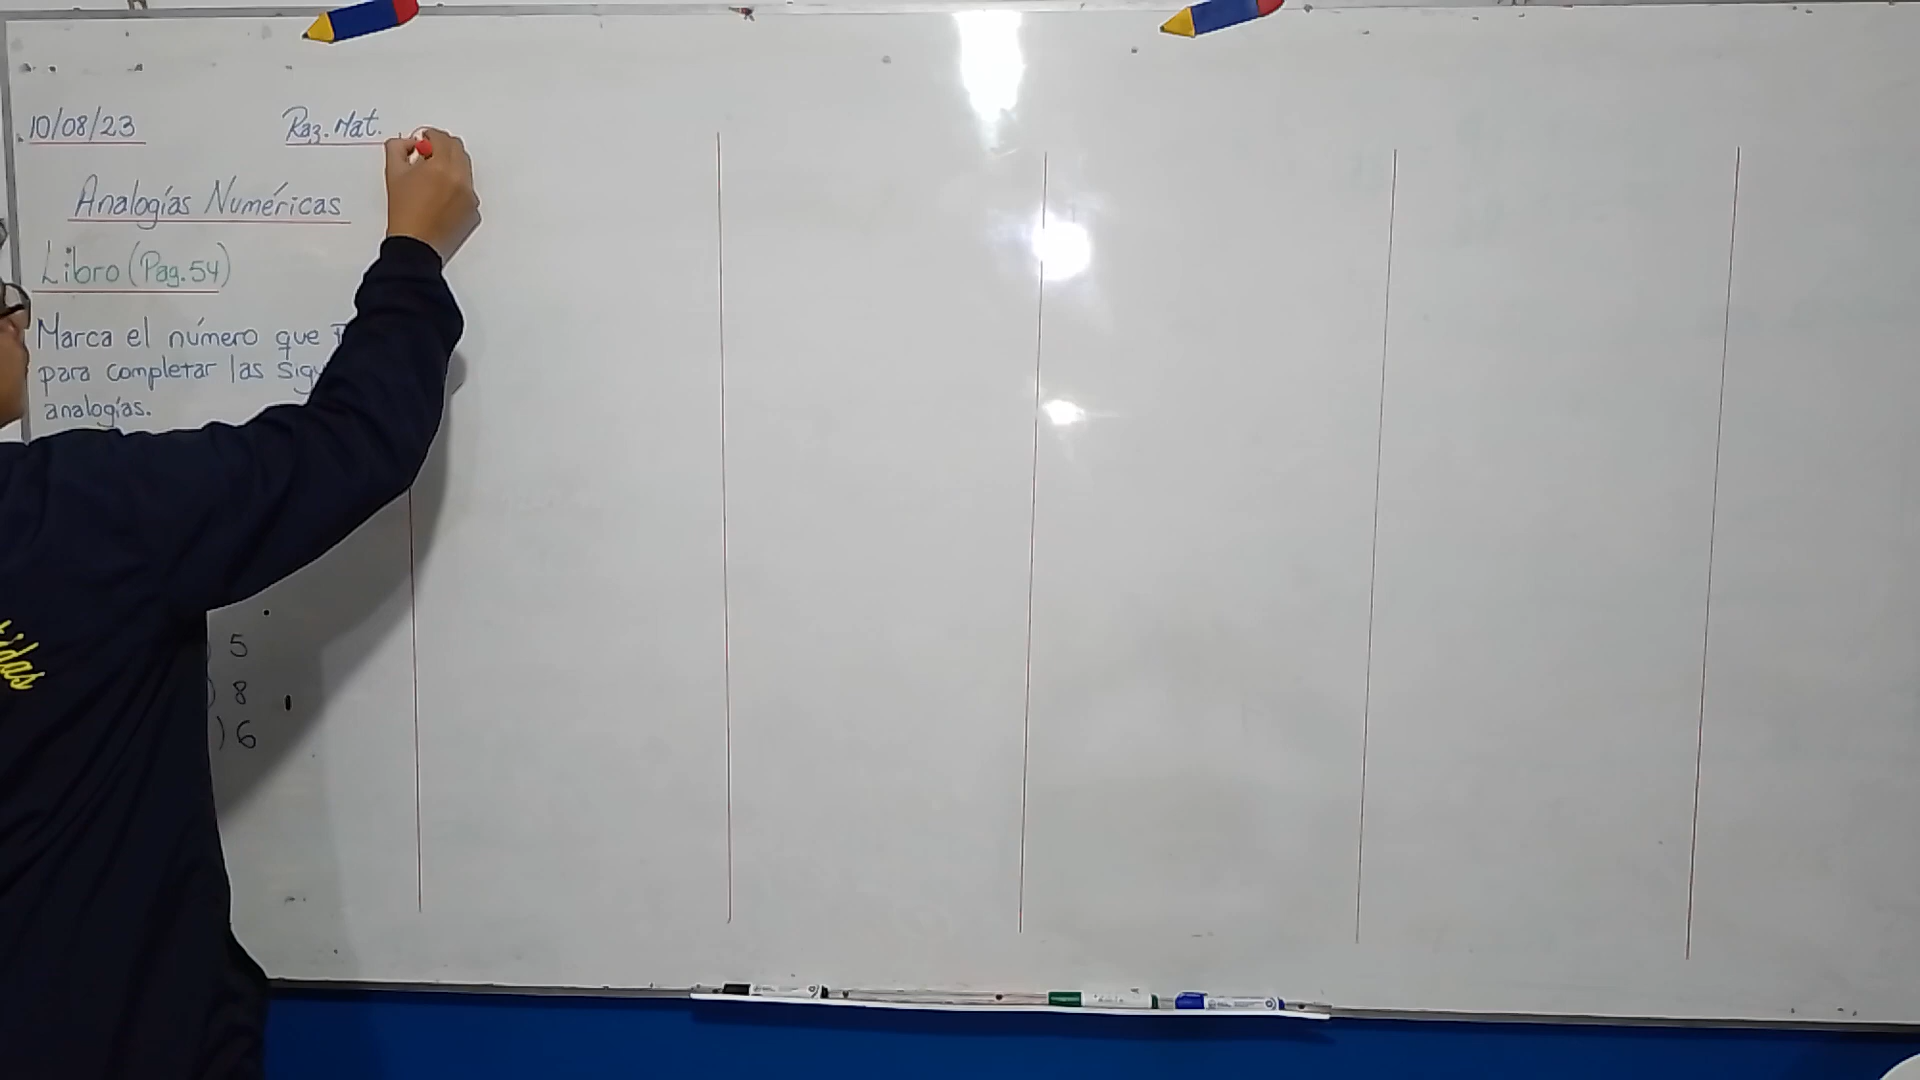 10/08/23 Raz. Mat.
Analogías Numéricas
Libro (Pag. 54)
Marca el número que
para completar las
analogías.
) 5
) 8
) 6